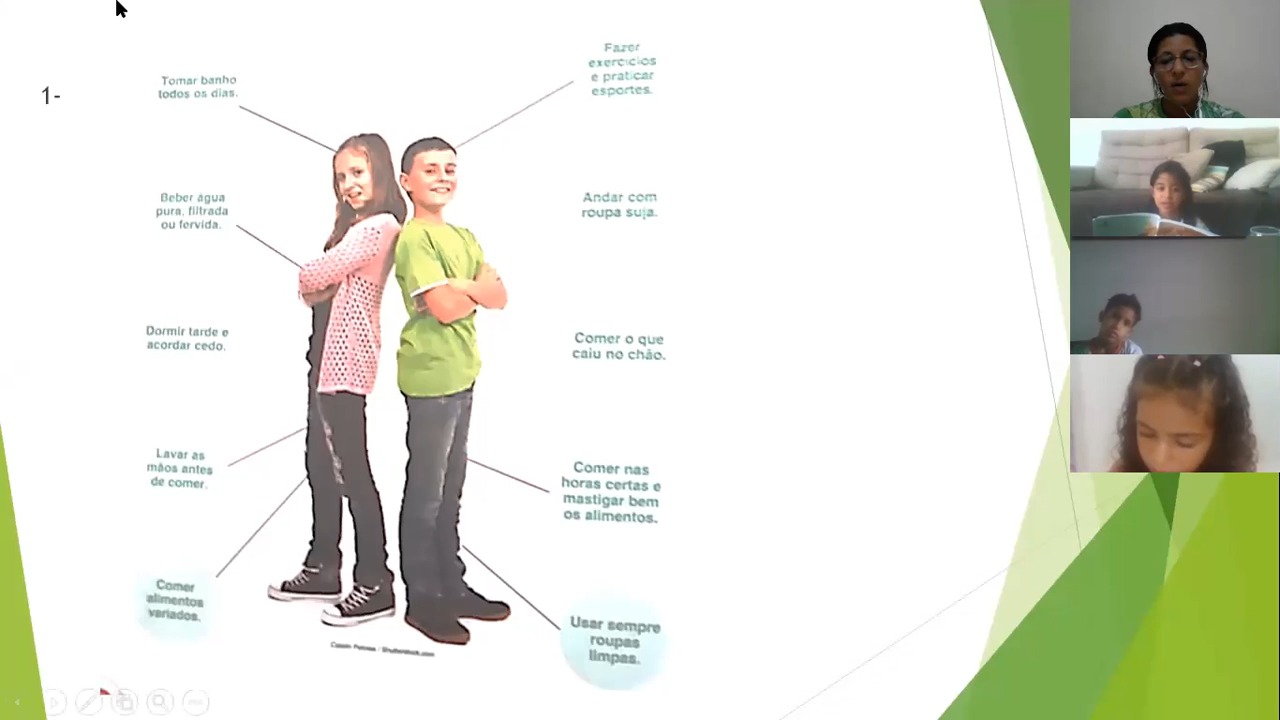 1-
Tomar banho
todos os dias.
Beber água
pura, filtrada
ou fervida.
Dormir tarde e
acordar cedo.
Lavar as
mãos antes
de comer.
Comer
alimentos
variados.
Fazer
exercícios
e praticar
esportes.
Andar com
roupa suja.
Comer o que
caiu no chão.
Comer nas
horas certas e
mastigar bem
os alimentos.
Usar sempre
roupas
limpas.